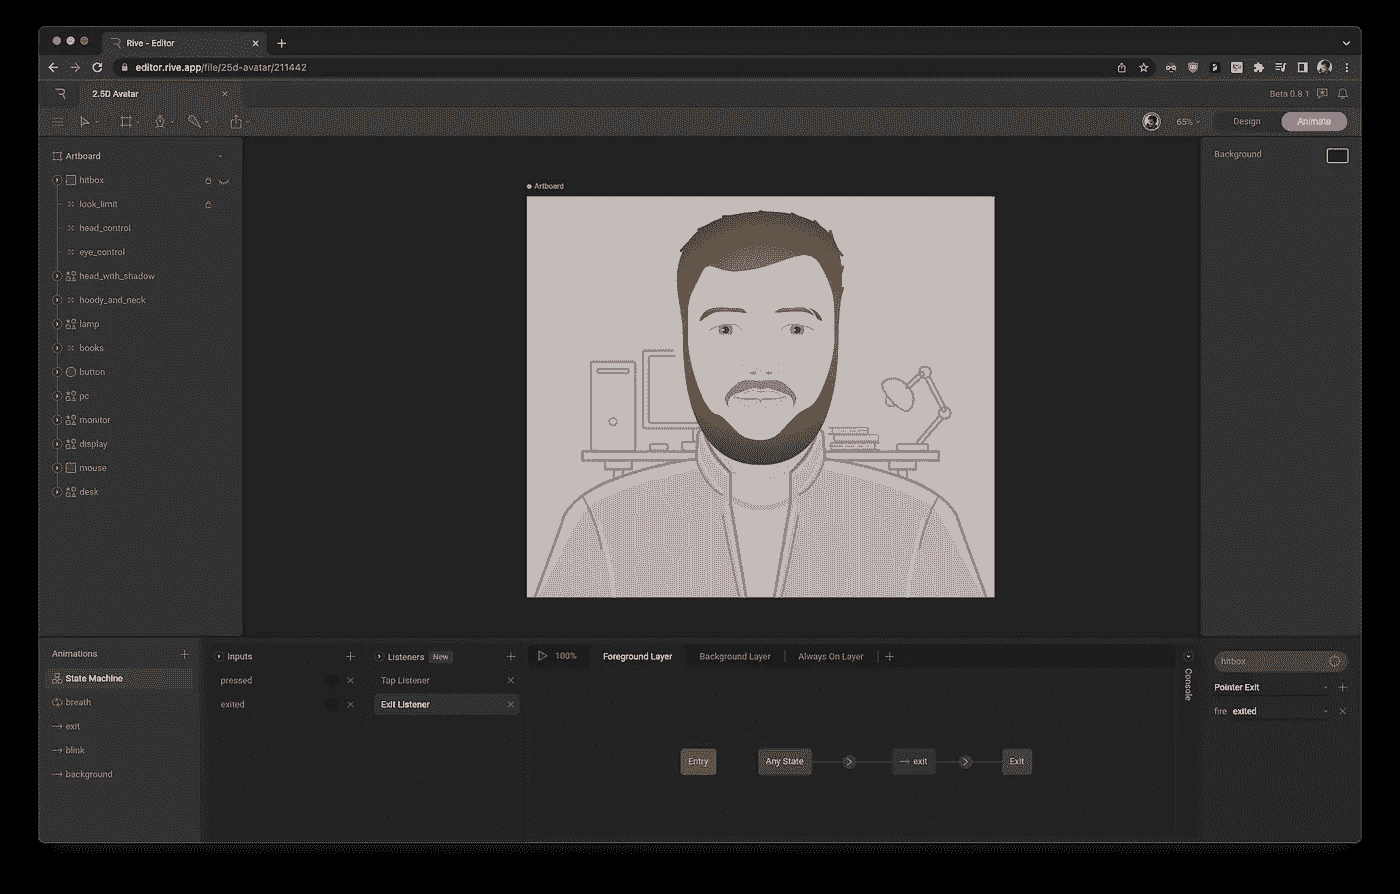 Rive - Editor
editor.rive.app/file/25d-avatar/211442
2.5D Avatar
Beta 0.8.1
65%
Design
Animate
Artboard
hitbox
look_limit
head_control
eye_control
head_with_shadow
hoody_and_neck
lamp
books
button
pc
monitor
display
mouse
desk
Artboard
Background
Animations
State Machine
breath
exit
blink
background
Inputs
pressed
exited
Listeners New
Tap Listener
Exit Listener
100%
Foreground Layer
Background Layer
Always On Layer
Entry
Any State
exit
Exit
Console
hitbox
Pointer Exit
fire exited